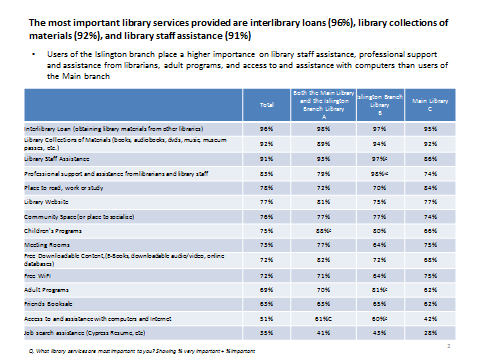 The most important library services provided are interlibrary loans (96%), library collections of
materials (92%), and library staff assistance (91%)
• Users of the Islington branch place a higher importance on library staff assistance, professional support
and assistance from librarians, adult programs, and access to and assistance with computers than users of
the Main branch
Total
Both the Main Library
and the Islington
Branch Library
A
Islington Branch
Library
B
Main Library
C
Interlibrary Loan (obtaining library materials from other libraries) 96% 98% 97% 95%
Library Collections of Materials (books, audiobooks, dvds, music, museum
passes, etc.) 92% 89% 94% 92%
Library Staff Assistance 91% 93% 97%c 86%
Professional support and assistance from librarians and library staff 83% 79% 98%ac 74%
Place to read, work or study 78% 72% 70% 84%
Library Website 77% 81% 75% 77%
Community Space (or place to socialize) 76% 77% 77% 74%
Children's Programs 75% 88%c 80% 66%
Meeting Rooms 73% 77% 64% 75%
Free Downloadable Content, (E-Books, downloadable audio/video, online
databases) 72% 82% 72% 68%
Free WiFi 72% 71% 64% 75%
Adult Programs 69% 70% 81%c 62%
Friends Booksale 63% 63% 65% 62%
Access to and assistance with computers and Internet 51% 61%C 60%c 42%
Job search assistance (Cypress Resume, etc) 35% 41% 43% 28%
Q. What library services are most important to you? Showing % very important + % important
2